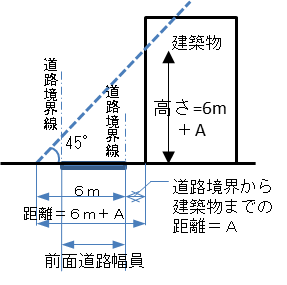 建築物
道路境界線
道路境界線
高さ=6m
＋A
45°
6m
道路境界から
建築物までの
距離＝A
距離＝6m＋A
前面道路幅員